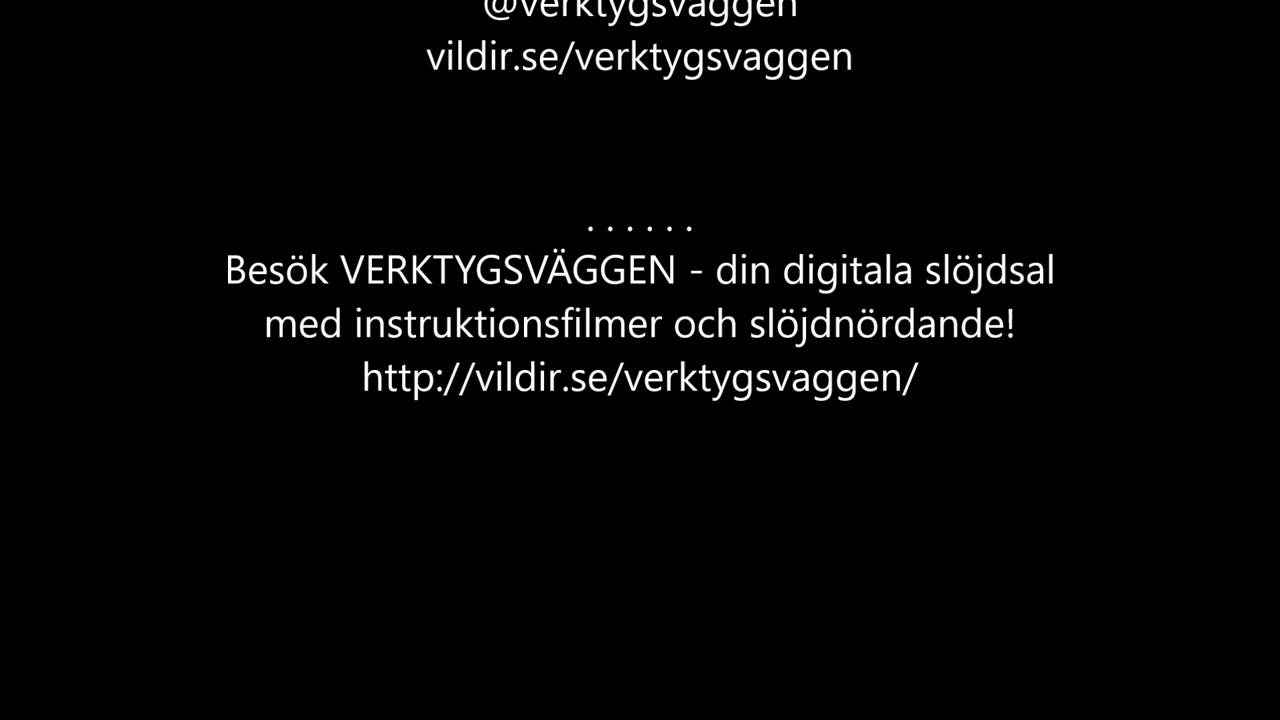 @verktygsvaggen
vildir.se/verktygsvaggen
. . . . . .
Besök VERKTYGSVÄGGEN - din digitala slöjdsal
med instruktionsfilmer och slöjdnördande!
http://vildir.se/verktygsvaggen/